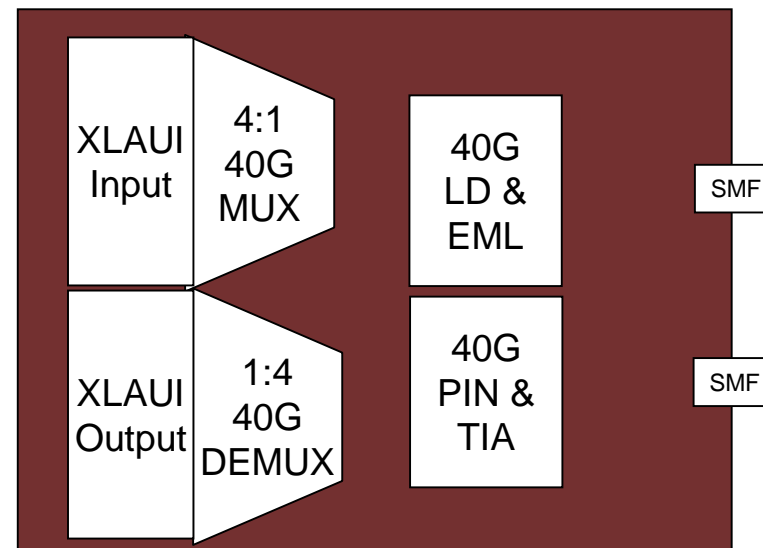 XLAUI
Input
4:1
40G
MUX
40G
LD &
EML
SMF
XLAUI
Output
1:4
40G
DEMUX
40G
PIN &
TIA
SMF